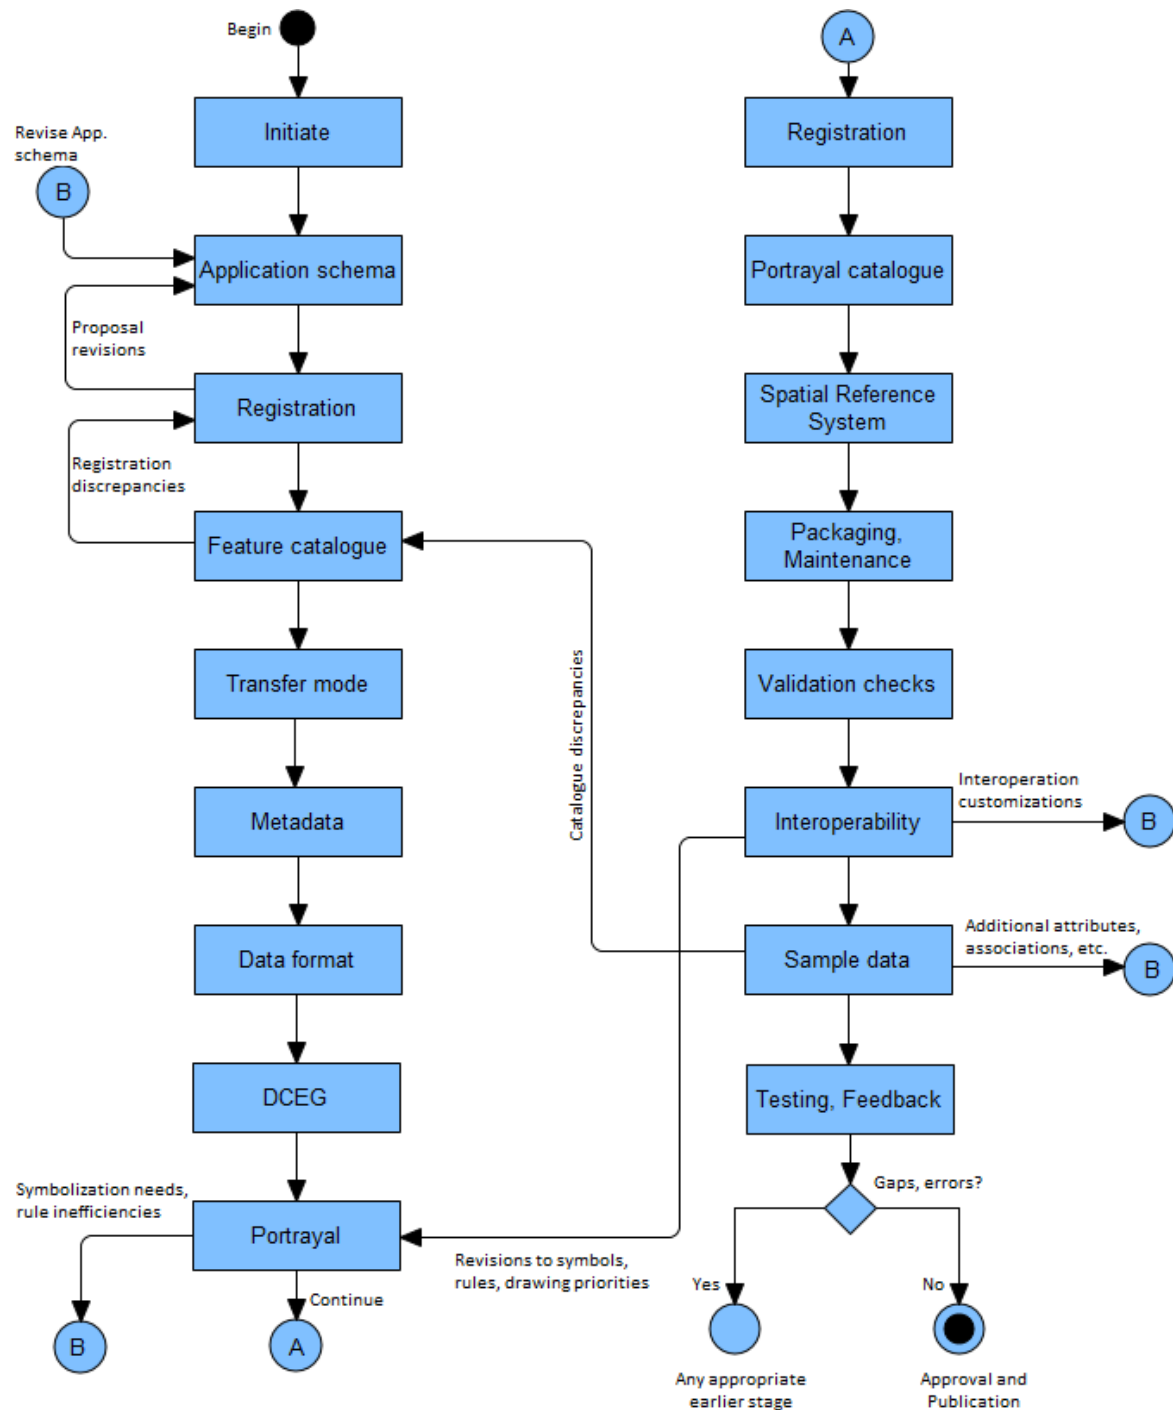 Begin
Initiate
Revise App.
schema
B
Application schema
Proposal
revisions
Registration
Registration
discrepancies
Feature catalogue
Transfer mode
Metadata
Data format
DCEG
Symbolization needs,
rule inefficiencies
Portrayal
Continue
B
A
Catalogue discrepancies
Revisions to symbols,
rules, drawing priorities
A
Registration
Portrayal catalogue
Spatial Reference
System
Packaging,
Maintenance
Validation checks
Interoperability
Interoperation
customizations
B
Sample data
Additional attributes,
associations, etc.
B
Testing, Feedback
Gaps, errors?
Yes
No
Any appropriate
earlier stage
Approval and
Publication